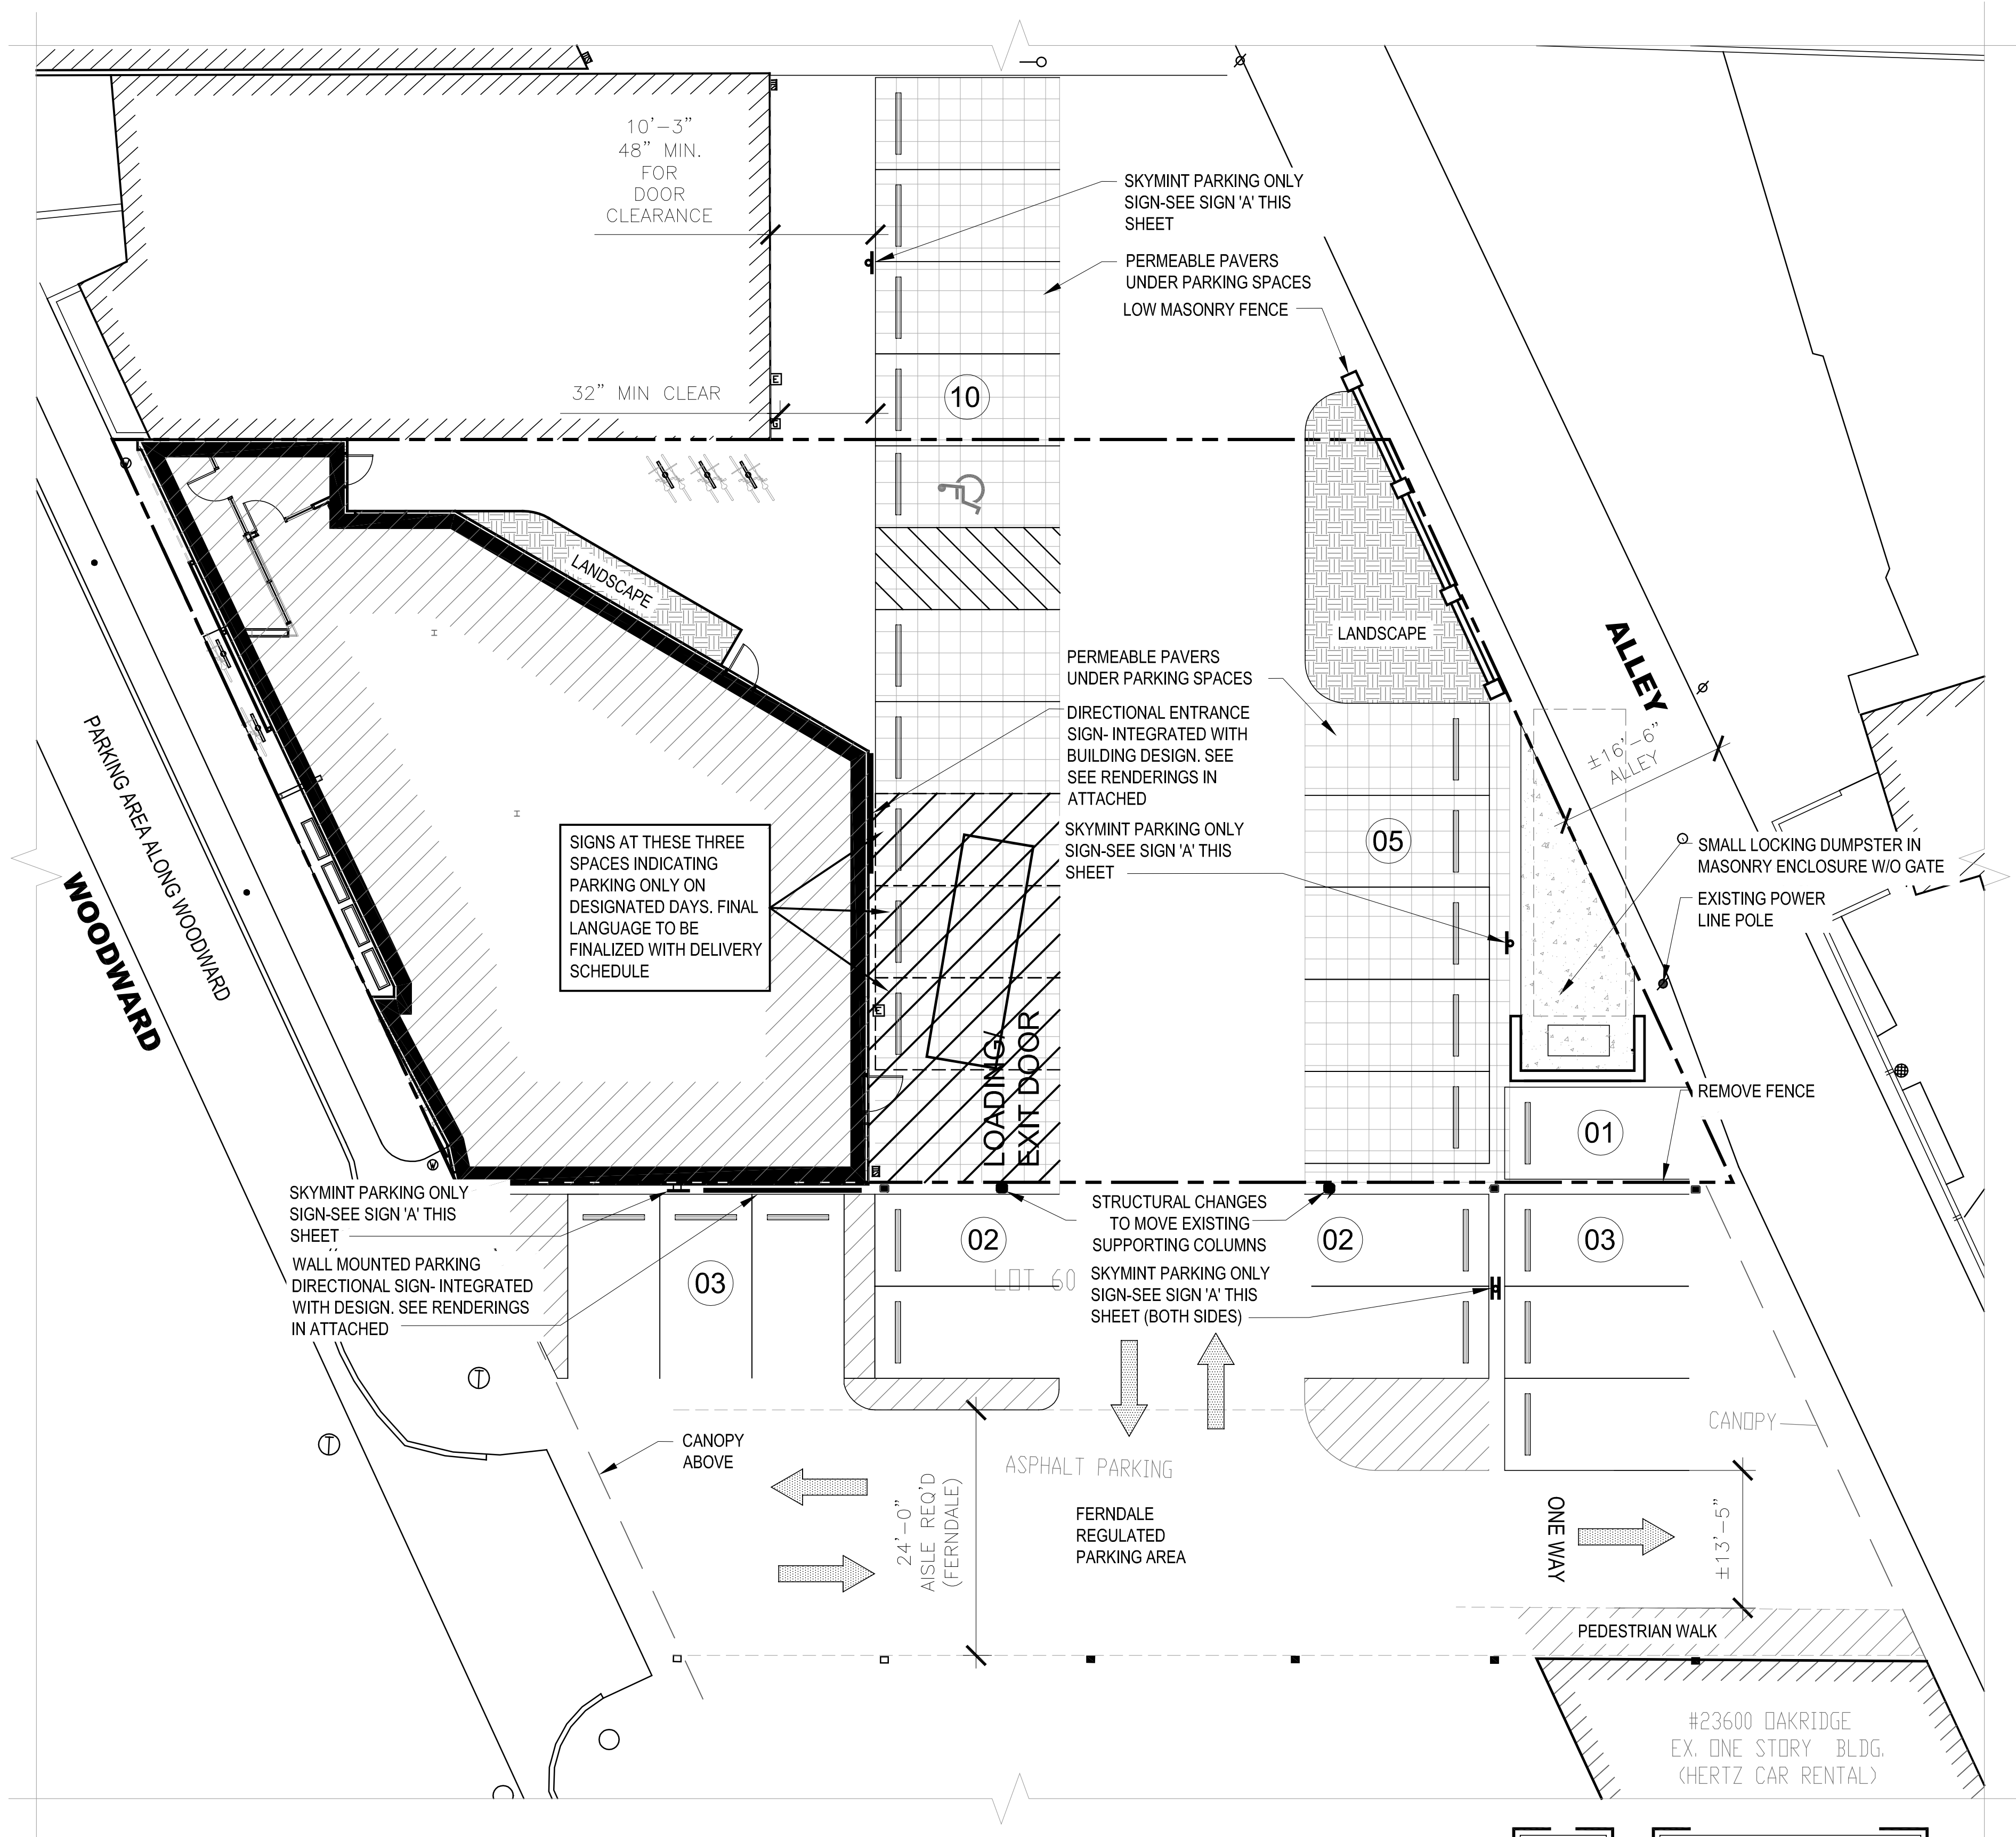 10'-3"
48" MIN.
FOR
DOOR
CLEARANCE
SKYMINT PARKING ONLY
SIGN-SEE SIGN 'A' THIS
SHEET
PERMEABLE PAVERS
UNDER PARKING SPACES
LOW MASONRY FENCE
32" MIN CLEAR
E
G
10
W
LANDSCAPE
LANDSCAPE
ALLEY
±16'-6"
ALLEY
PERMEABLE PAVERS
UNDER PARKING SPACES
DIRECTIONAL ENTRANCE
SIGN- INTEGRATED WITH
BUILDING DESIGN. SEE
SEE RENDERINGS IN
ATTACHED
SKYMINT PARKING ONLY
SIGN-SEE SIGN 'A' THIS
SHEET
05
PARKING AREA ALONG WOODWARD
WOODWARD
SIGNS AT THESE THREE
SPACES INDICATING
PARKING ONLY ON
DESIGNATED DAYS. FINAL
LANGUAGE TO BE
FINALIZED WITH DELIVERY
SCHEDULE
SMALL LOCKING DUMPSTER IN
MASONRY ENCLOSURE W/O GATE
EXISTING POWER
LINE POLE
E
LOADING/
EXIT DOOR
REMOVE FENCE
01
W
SKYMINT PARKING ONLY
SIGN-SEE SIGN 'A' THIS
SHEET
WALL MOUNTED PARKING
DIRECTIONAL SIGN- INTEGRATED
WITH DESIGN. SEE RENDERINGS
IN ATTACHED
03
02
STRUCTURAL CHANGES
TO MOVE EXISTING
SUPPORTING COLUMNS
02
03
LOT 60
SKYMINT PARKING ONLY
SIGN-SEE SIGN 'A' THIS
SHEET (BOTH SIDES)
T
T
CANOPY
ABOVE
CANOPY
24'-0"
AISLE REQ'D
(FERNDALE)
ASPHALT PARKING
FERNDALE
REGULATED
PARKING AREA
ONE WAY
±13'-5"
PEDESTRIAN WALK
#23600 OAKRIDGE
EX. ONE STORY BLDG.
(HERTZ CAR RENTAL)